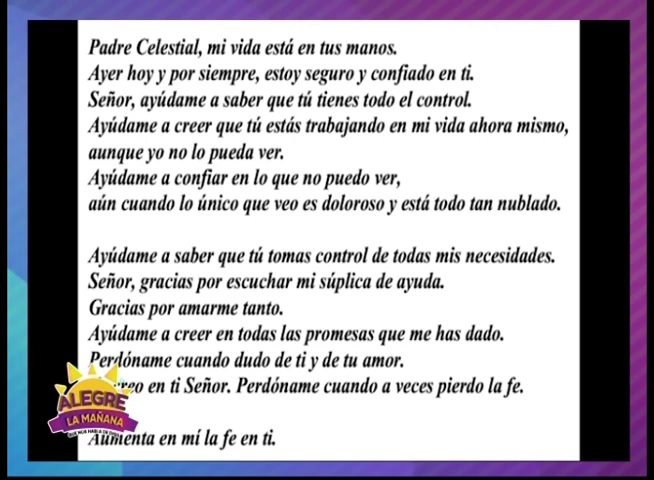 Padre Celestial, mi vida está en tus manos.
Ayer hoy y por siempre, estoy seguro y confiado en ti.
Señor, ayúdame a saber que tú tienes todo el control.
Ayúdame a creer que tú estás trabajando en mi vida ahora mismo,
aunque yo no lo pueda ver.
Ayúdame a confiar en lo que no puedo ver,
aún cuando lo único que veo es doloroso y está todo tan nublado.
Ayúdame a saber que tú tomas control de todas mis necesidades.
Señor, gracias por escuchar mi súplica de ayuda.
Gracias por amarme tanto.
Ayúdame a creer en todas las promesas que me has dado.
Perdóname cuando dudo de ti y de tu amor.
en ti Señor. Perdóname cuando a veces pierdo la fe.
ALEGRE
LA MAÑANA
Aumenta en mí la fe en ti.